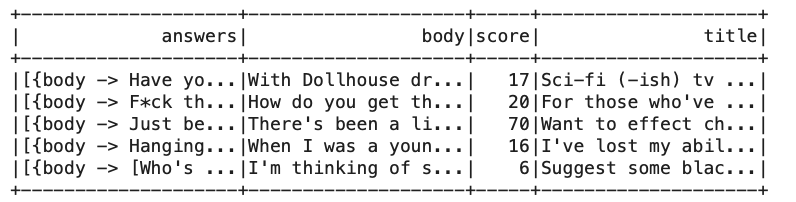 +--------------------+--------------------+-----+--------------------+
|             answers|                body|score|               title|
+--------------------+--------------------+-----+--------------------+
|[{body -> Have yo...|With Dollhouse dr...|   17|Sci-fi (-ish) tv ...|
|[{body -> F*ck th...|How do you get th...|   20|For those who've ...|
|[{body -> Just be...|There's been a li...|   70|Want to effect ch...|
|[{body -> Hanging...|When I was a youn...|   16|I've lost my abil...|
|[{body -> [Who's ...|I'm thinking of s...|    6|Suggest some blac...|
+--------------------+--------------------+-----+--------------------+